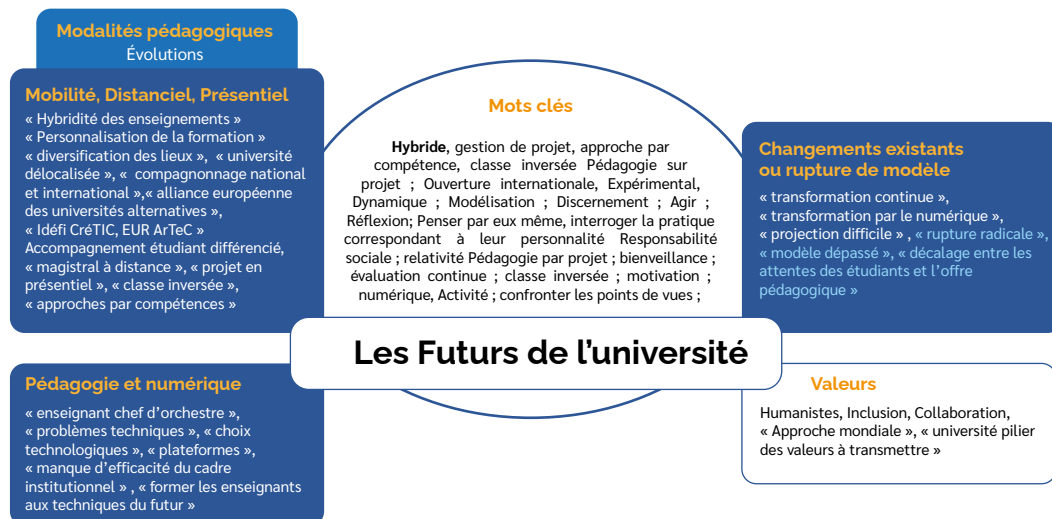 Modalités pédagogiques
Évolutions
Mobilité, Distanciel, Présentiel
« Hybridité des enseignements »
« Personnalisation de la formation »
« diversification des lieux », « université
délocalisée », « compagnonnage national
et international »,« alliance européenne
des universités alternatives »,
« Idéfi CréTIC, EUR ArTeC »
Accompagnement étudiant différencié,
« magistral à distance », « projet en
présentiel », « classe inversée »,
« approches par compétences »
Pédagogie et numérique
« enseignant chef d’orchestre »,
« problèmes techniques », « choix
technologiques », « plateformes »,
« manque d’efficacité du cadre
institutionnel » , « former les enseignants
aux techniques du futur »
Mots clés
Hybride, gestion de projet, approche par
compétence, classe inversée Pédagogie sur
projet ; Ouverture internationale, Expérimental,
Dynamique ; Modélisation ; Discernement ; Agir ;
Réflexion; Penser par eux même, interroger la pratique
correspondant à leur personnalité Responsabilité
sociale ; relativité Pédagogie par projet ; bienveillance ;
évaluation continue ; classe inversée ; motivation ;
numérique, Activité ; confronter les points de vues ;
Les Futurs de l’université
Changements existants
ou rupture de modèle
« transformation continue »,
« transformation par le numérique »,
« projection difficile » , « rupture radicale »,
« modèle dépassé », « décalage entre les
attentes des étudiants et l’offre
pédagogique »
Valeurs
Humanistes, Inclusion, Collaboration,
« Approche mondiale », « université pilier
des valeurs à transmettre »